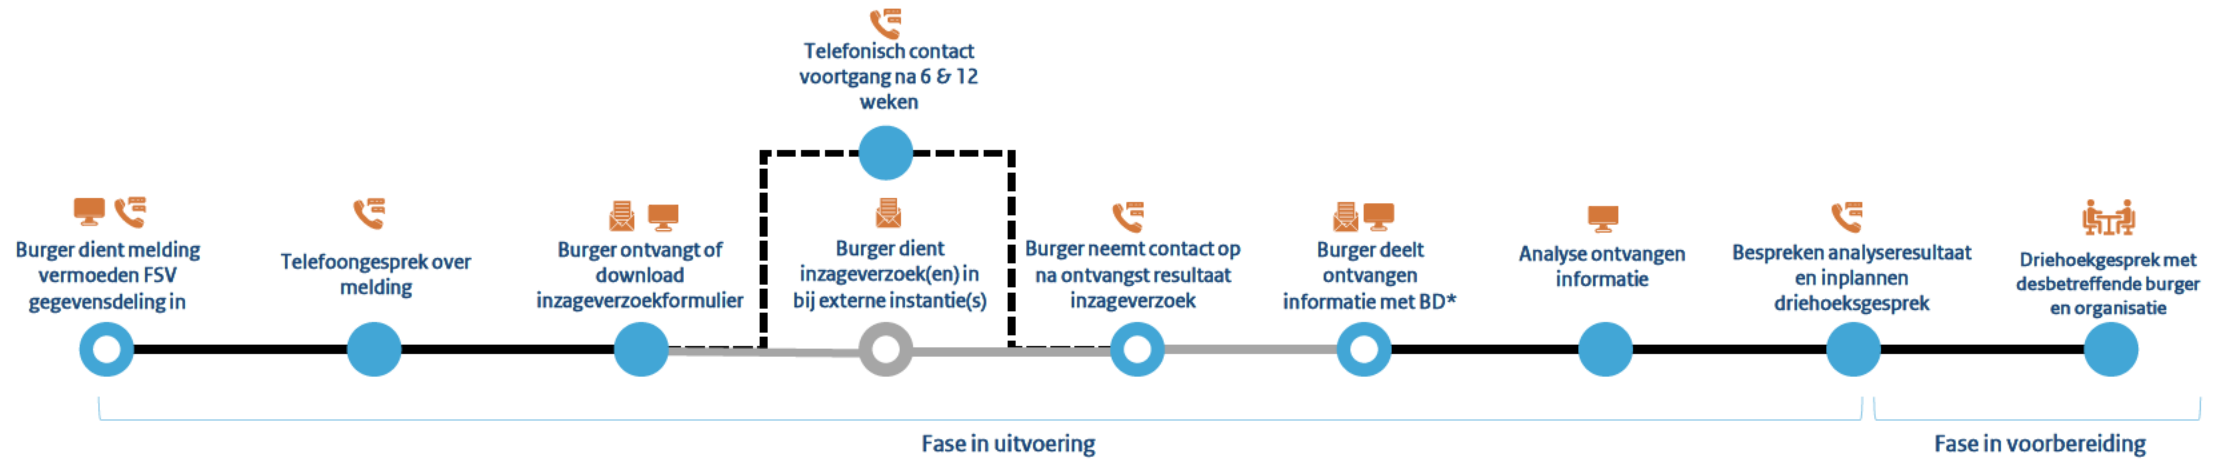 Telefonisch contact
voortgang na 6 & 12
weken
Burger dient melding
vermoeden FSV
gegevensdeling in
Telefoongesprek over
melding
Burger ontvangt of
download
inzageverzoekformulier
Burger dient
inzageverzoek(en) in
bij externe instantie(s)
Burger neemt contact op
na ontvangst resultaat
inzageverzoek
Burger deelt
ontvangen
informatie met BD*
Analyse ontvangen
informatie
Bespreken analyseresultaat
en inplannen
driehoeksgesprek
Driehoekgesprek met
desbetreffende burger
en organisatie
Fase in uitvoering
Fase in voorbereiding